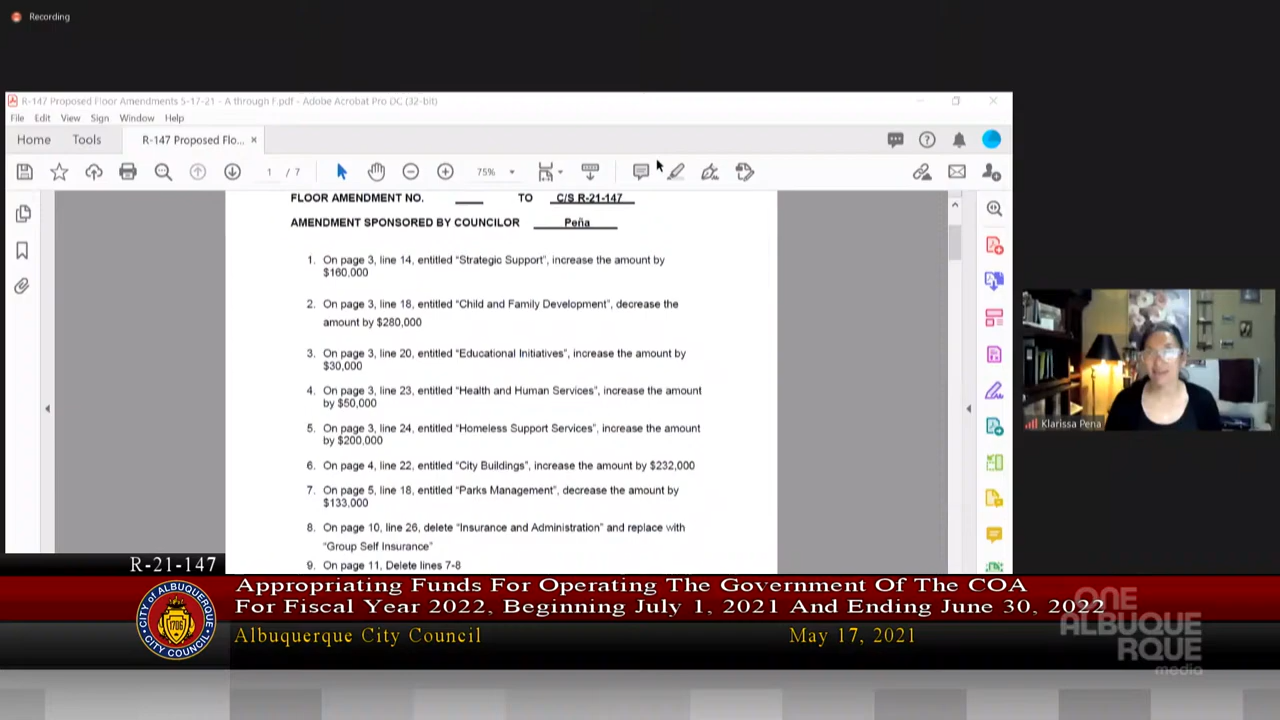 Recording
R-147 Proposed Floor Amendments 5-17-21 - A through F.pdf - Adobe Acrobat Pro DC (32-bit)
File Edit View Sign Window Help
Home Tools R-147 Proposed Flo... ×
1 / 7 75%
FLOOR AMENDMENT NO. ____ TO C/S R-21-147
AMENDMENT SPONSORED BY COUNCILOR Peña
1. On page 3, line 14, entitled "Strategic Support", increase the amount by
$160,000
2. On page 3, line 18, entitled "Child and Family Development", decrease the
amount by $280,000
3. On page 3, line 20, entitled "Educational Initiatives", increase the amount by
$30,000
4. On page 3, line 23, entitled "Health and Human Services", increase the amount
by $50,000
5. On page 3, line 24, entitled "Homeless Support Services", increase the amount
by $200,000
6. On page 4, line 22, entitled "City Buildings", increase the amount by $232,000
7. On page 5, line 18, entitled "Parks Management", decrease the amount by
$133,000
8. On page 10, line 26, delete "Insurance and Administration" and replace with
"Group Self Insurance"
9. On page 11, Delete lines 7-8
Klarissa Pena
R-21-147
Appropriating Funds For Operating The Government Of The COA
For Fiscal Year 2022, Beginning July 1, 2021 And Ending June 30, 2022
Albuquerque City Council May 17, 2021
CITY OF ALBUQUERQUE
1706
CITY COUNCIL
ONE
ALBUQUE
RQUE
media